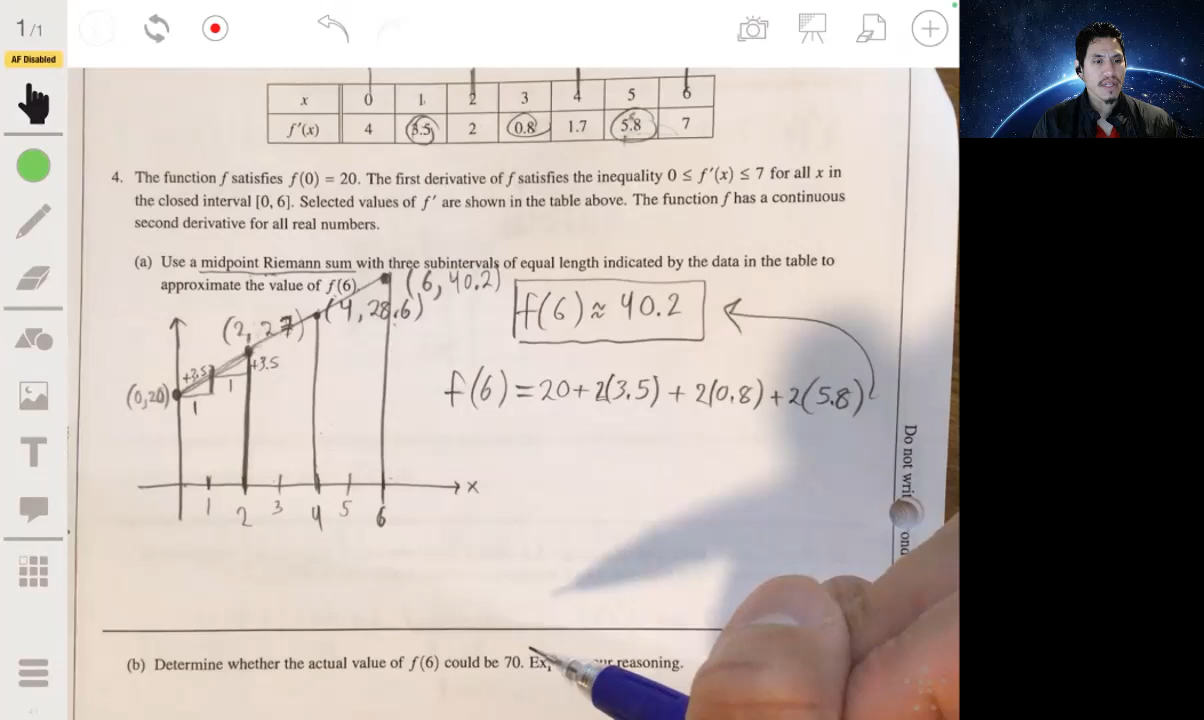 1/1
AF Disabled
x 0 1 2 3 4 5 6
f'(x) 4 3.5 2 0.8 1.7 5.8 7
4. The function f satisfies f(0) = 20. The first derivative of f satisfies the inequality 0 ≤ f'(x) ≤ 7 for all x in
the closed interval [0, 6]. Selected values of f' are shown in the table above. The function f has a continuous
second derivative for all real numbers.
(a) Use a midpoint Riemann sum with three subintervals of equal length indicated by the data in the table to
approximate the value of f(6).
(6, 40.2)
(4, 28.6)
(2, 27)
f(6) ≈ 40.2
+3.5
+3.5
1
1
(0,20)
f(6) = 20 + 2(3.5) + 2(0.8) + 2(5.8)
x
1 2 3 4 5 6
Do not writ
T
(b) Determine whether the actual value of f(6) could be 70. reasoning.